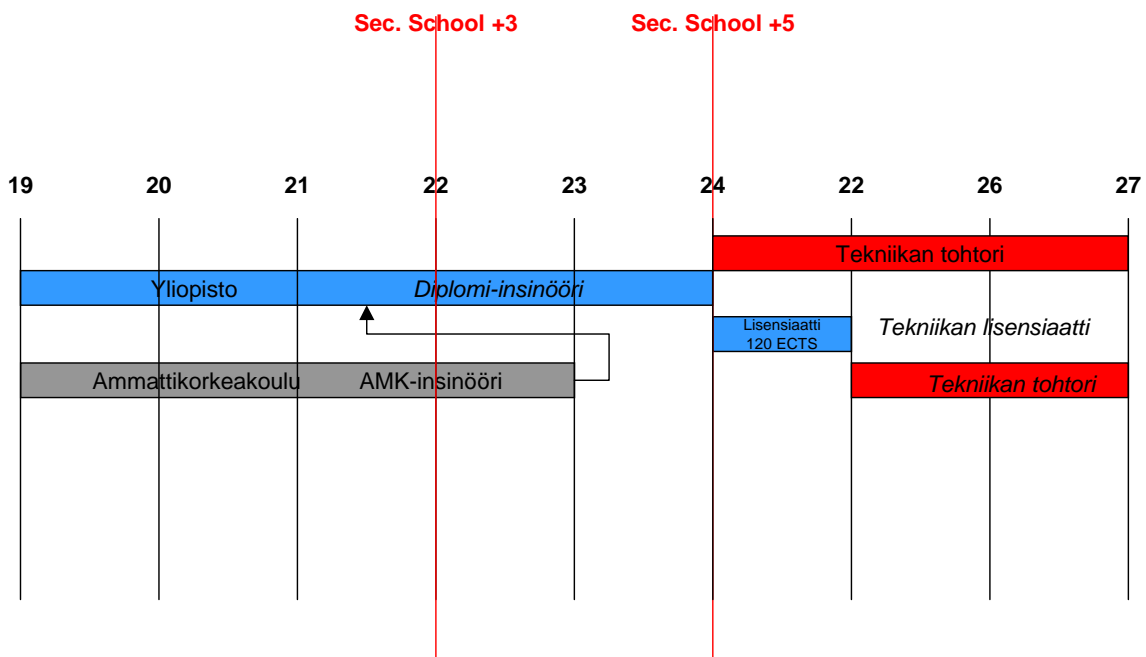 Sec. School +3 Sec. School +5
19 20 21 22 23 24 22 26 27
Tekniikan tohtori
Yliopisto Diplomi-insinööri
Lisensiaatti
120 ECTS
Tekniikan lisensiaatti
Ammattikorkeakoulu AMK-insinööri
Tekniikan tohtori